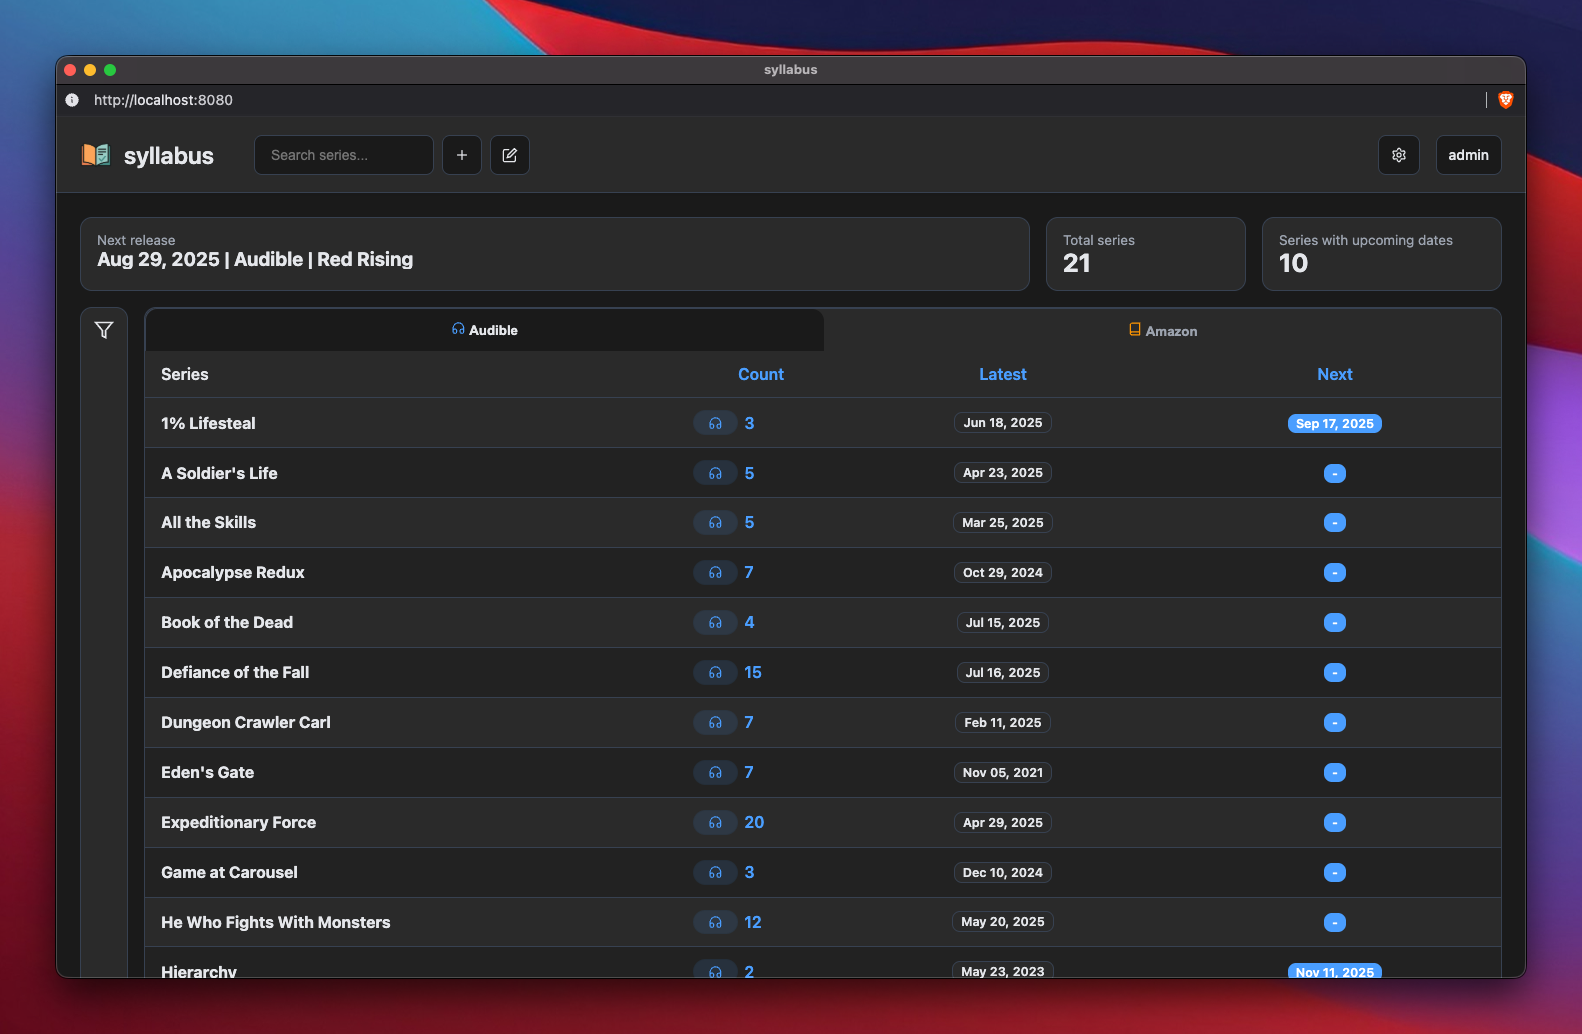 syllabus
http://localhost:8080
syllabus
Search series...
admin
Next release
Aug 29, 2025 | Audible | Red Rising
Total series
21
Series with upcoming dates
10
Audible
Amazon
Series Count Latest Next
1% Lifesteal 3 Jun 18, 2025 Sep 17, 2025
A Soldier's Life 5 Apr 23, 2025 -
All the Skills 5 Mar 25, 2025 -
Apocalypse Redux 7 Oct 29, 2024 -
Book of the Dead 4 Jul 15, 2025 -
Defiance of the Fall 15 Jul 16, 2025 -
Dungeon Crawler Carl 7 Feb 11, 2025 -
Eden's Gate 7 Nov 05, 2021 -
Expeditionary Force 20 Apr 29, 2025 -
Game at Carousel 3 Dec 10, 2024 -
He Who Fights With Monsters 12 May 20, 2025 -
Hierarchy 2 May 23, 2023 Nov 11, 2025